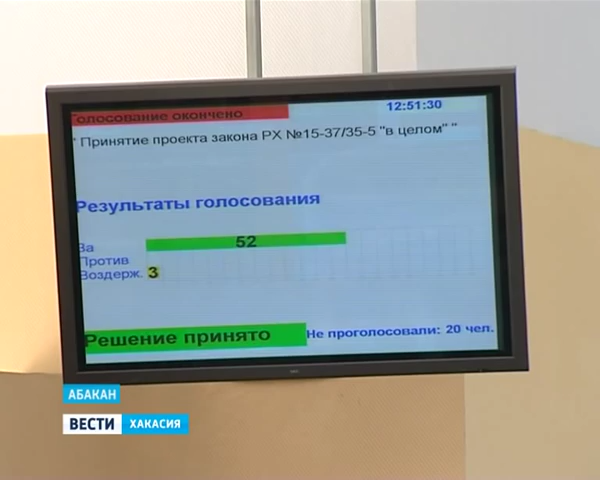 олосование окончено
12:51:30
" Принятие проекта закона РХ №15-37/35-5 "в целом" "
Результаты голосования
За 52
Против
Воздерж. 3
Решение принято
Не проголосовали: 20 чел.
АБАКАН
ВЕСТИ ХАКАСИЯ